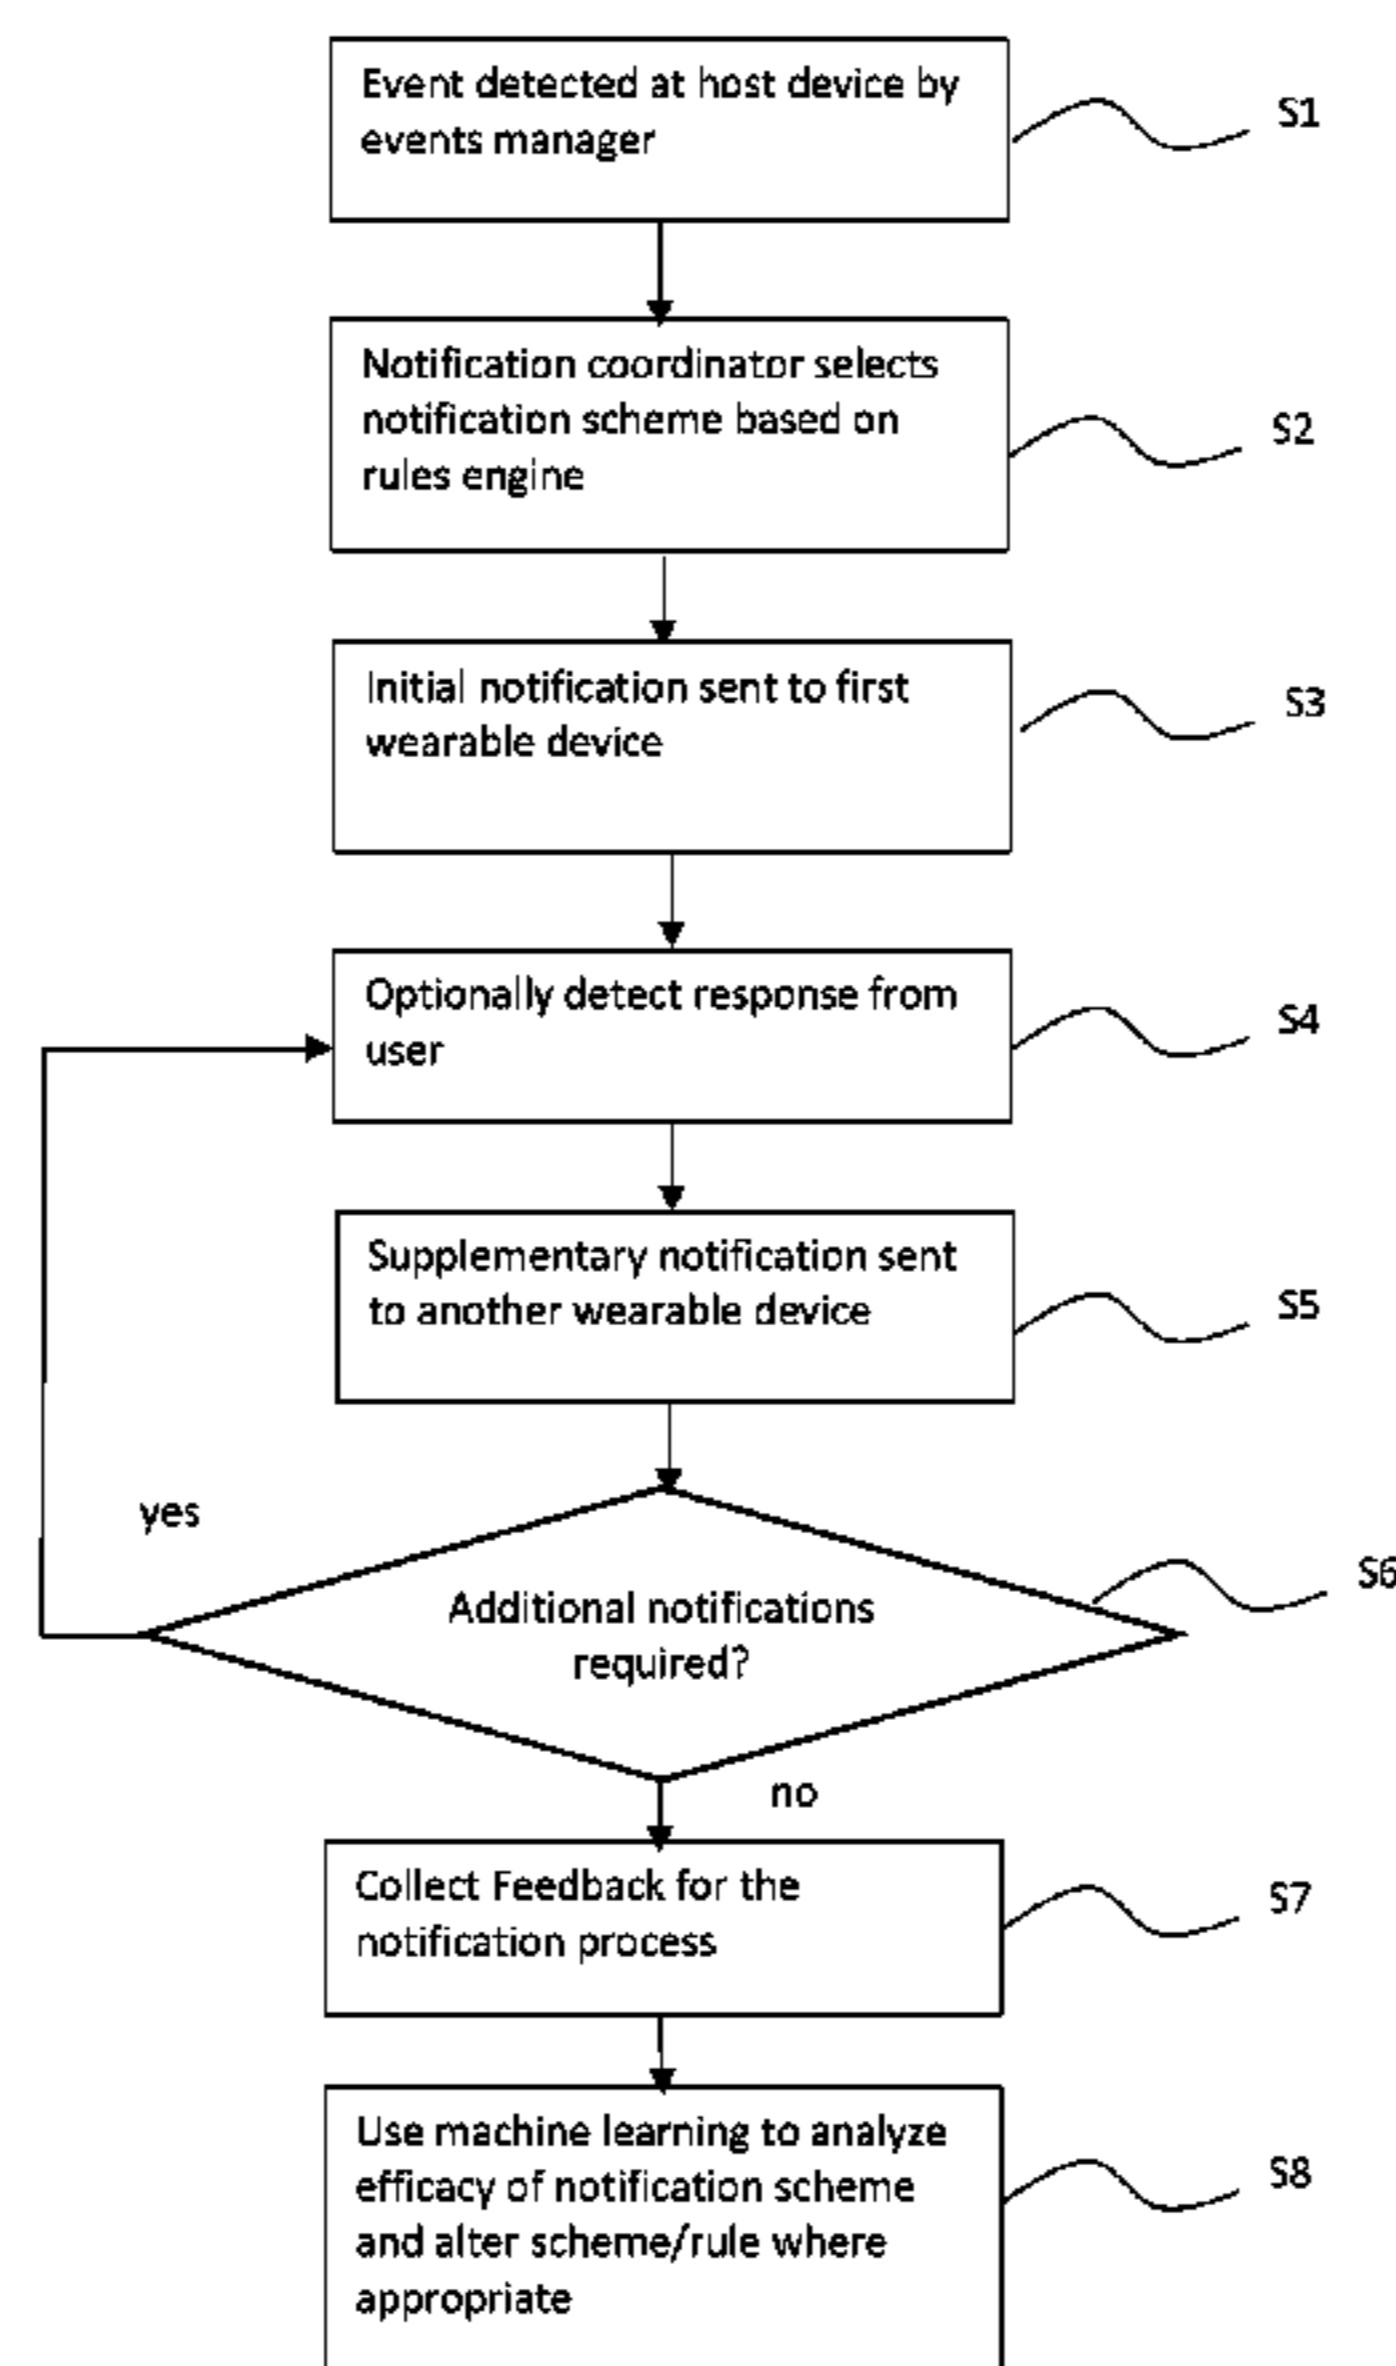 Event detected at host device by
events manager
S1
Notification coordinator selects
notification scheme based on
rules engine
S2
Initial notification sent to first
wearable device
S3
Optionally detect response from
user
S4
Supplementary notification sent
to another wearable device
S5
yes
Additional notifications
required?
S6
no
Collect Feedback for the
notification process
S7
Use machine learning to analyze
efficacy of notification scheme
and alter scheme/rule where
appropriate
S8